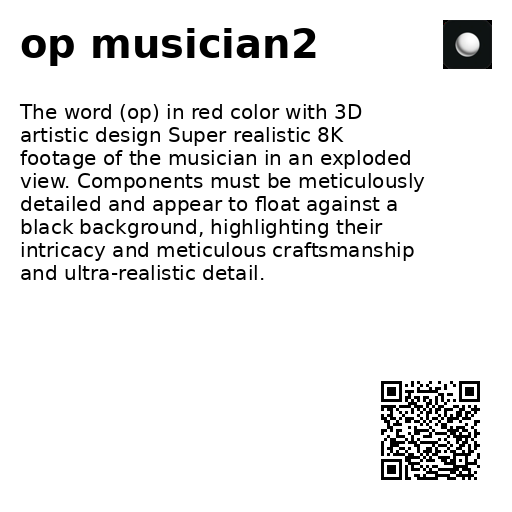 op musician2
The word (op) in red color with 3D
artistic design Super realistic 8K
footage of the musician in an exploded
view. Components must be meticulously
detailed and appear to float against a
black background, highlighting their
intricacy and meticulous craftsmanship
and ultra-realistic detail.